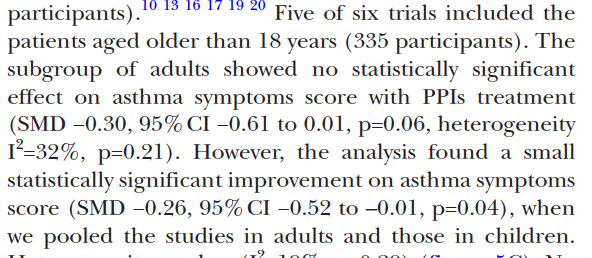 participants).10 13 16 17 19 20 Five of six trials included the
patients aged older than 18 years (335 participants). The
subgroup of adults showed no statistically significant
effect on asthma symptoms score with PPIs treatment
(SMD −0.30, 95% CI −0.61 to 0.01, p=0.06, heterogeneity
I²=32%, p=0.21). However, the analysis found a small
statistically significant improvement on asthma symptoms
score (SMD −0.26, 95% CI −0.52 to −0.01, p=0.04), when
we pooled the studies in adults and those in children.